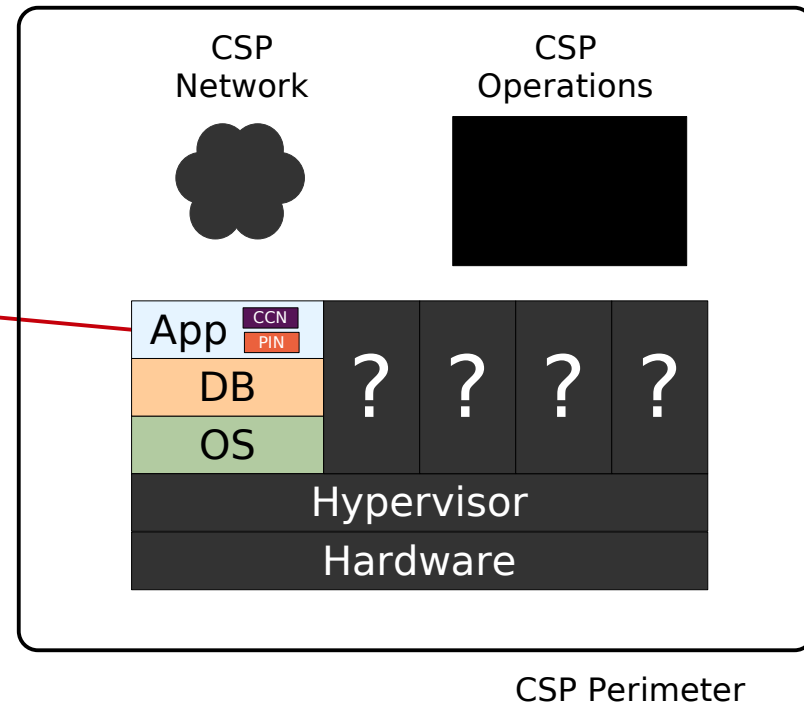 CSP
Network
CSP
Operations
App
CCN
PIN
DB
OS
? ? ? ?
Hypervisor
Hardware
CSP Perimeter